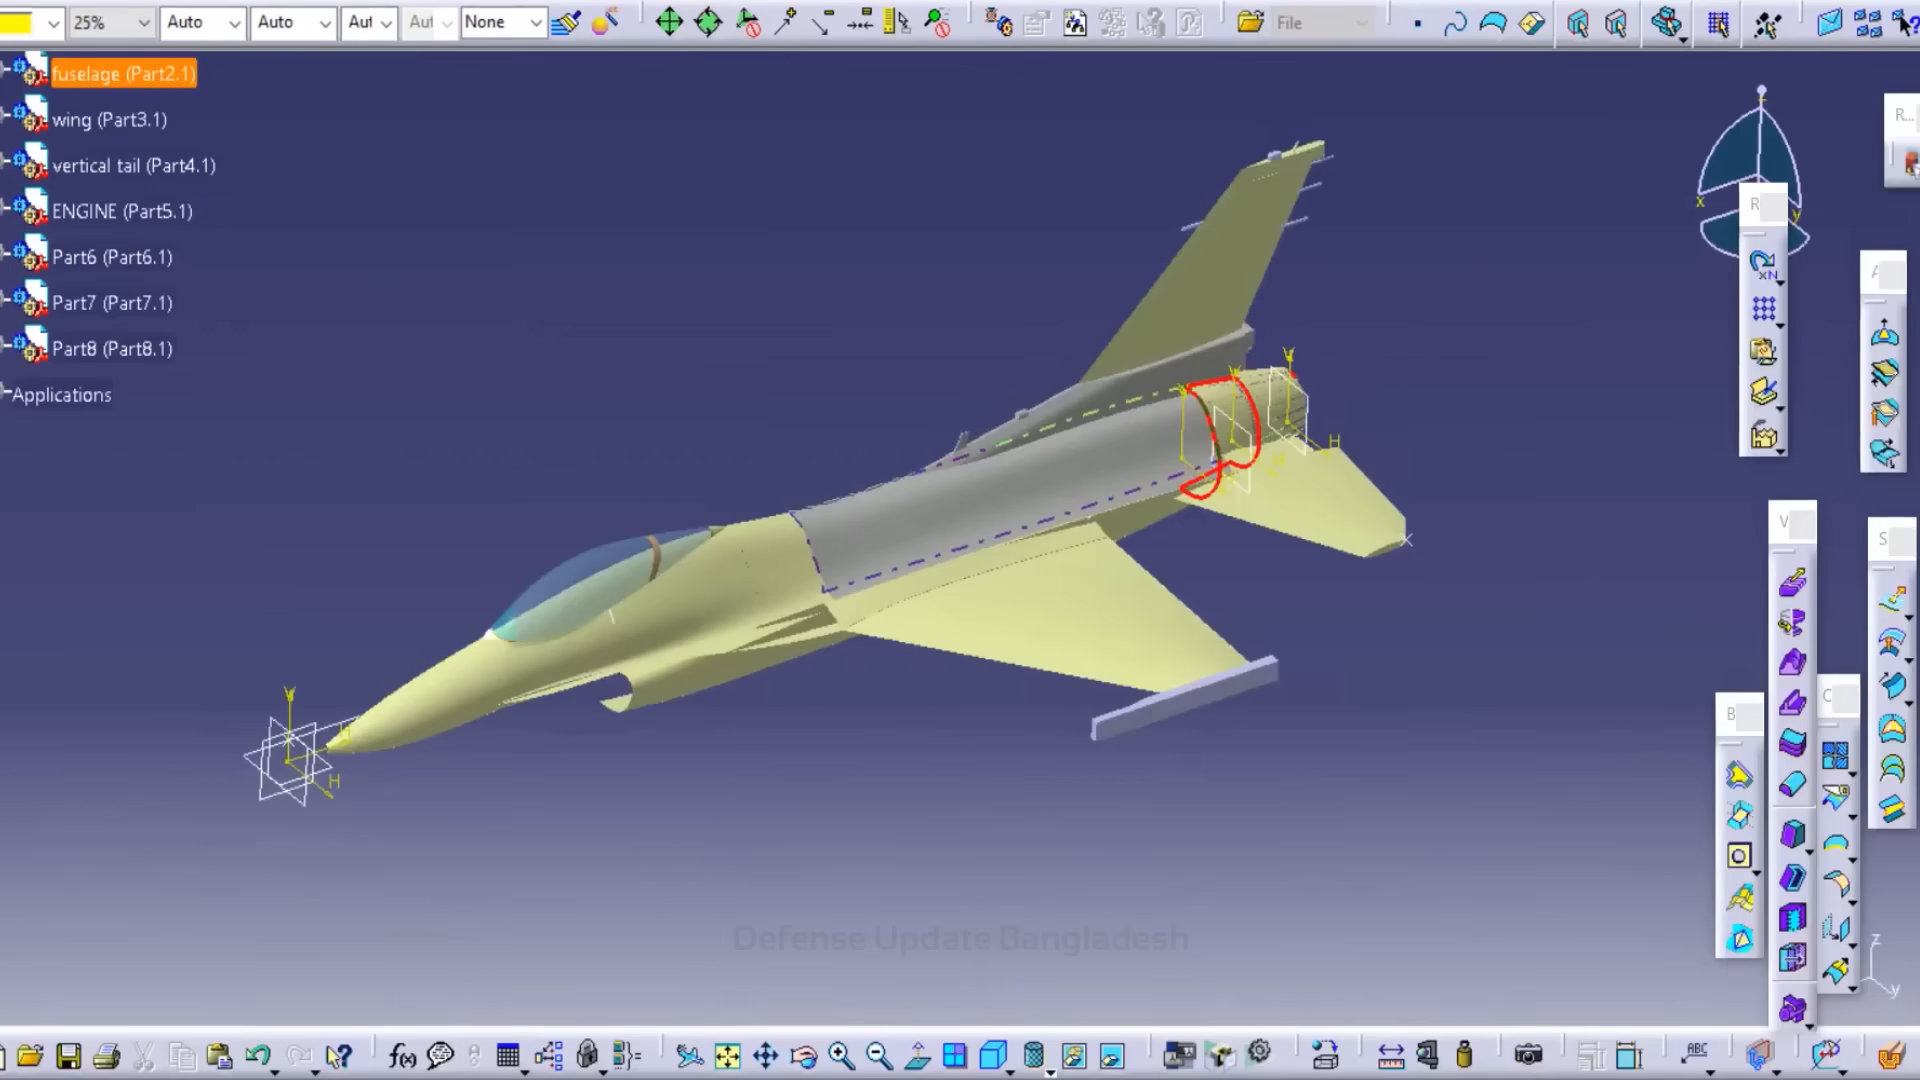 25%
Auto
Auto
Aut
Aut
None
File
R...
fuselage (Part2.1)
wing (Part3.1)
vertical tail (Part4.1)
ENGINE (Part5.1)
Part6 (Part6.1)
Part7 (Part7.1)
Part8 (Part8.1)
Applications
x
y
R
A
V
H
V
S
C
B
V
H
Defense Update Bangladesh
z
y
f(x)
ABC